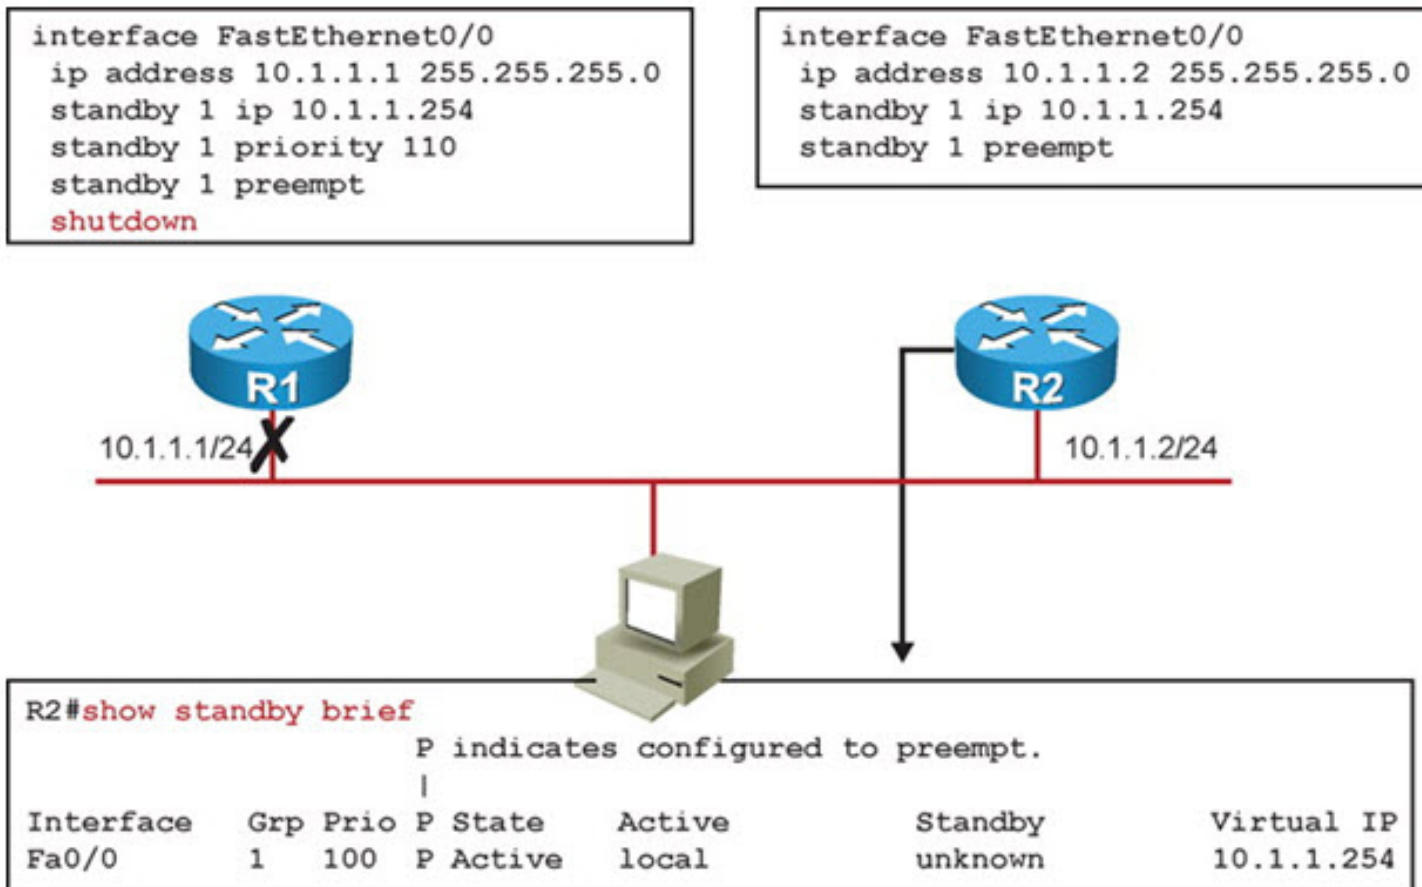 interface FastEthernet0/0
ip address 10.1.1.1 255.255.255.0
standby 1 ip 10.1.1.254
standby 1 priority 110
standby 1 preempt
shutdown
interface FastEthernet0/0
ip address 10.1.1.2 255.255.255.0
standby 1 ip 10.1.1.254
standby 1 preempt
R1
R2
10.1.1.1/24
X
10.1.1.2/24
R2#show standby brief
P indicates configured to preempt.
|
Interface Grp Prio P State Active Standby Virtual IP
Fa0/0 1 100 P Active local unknown 10.1.1.254